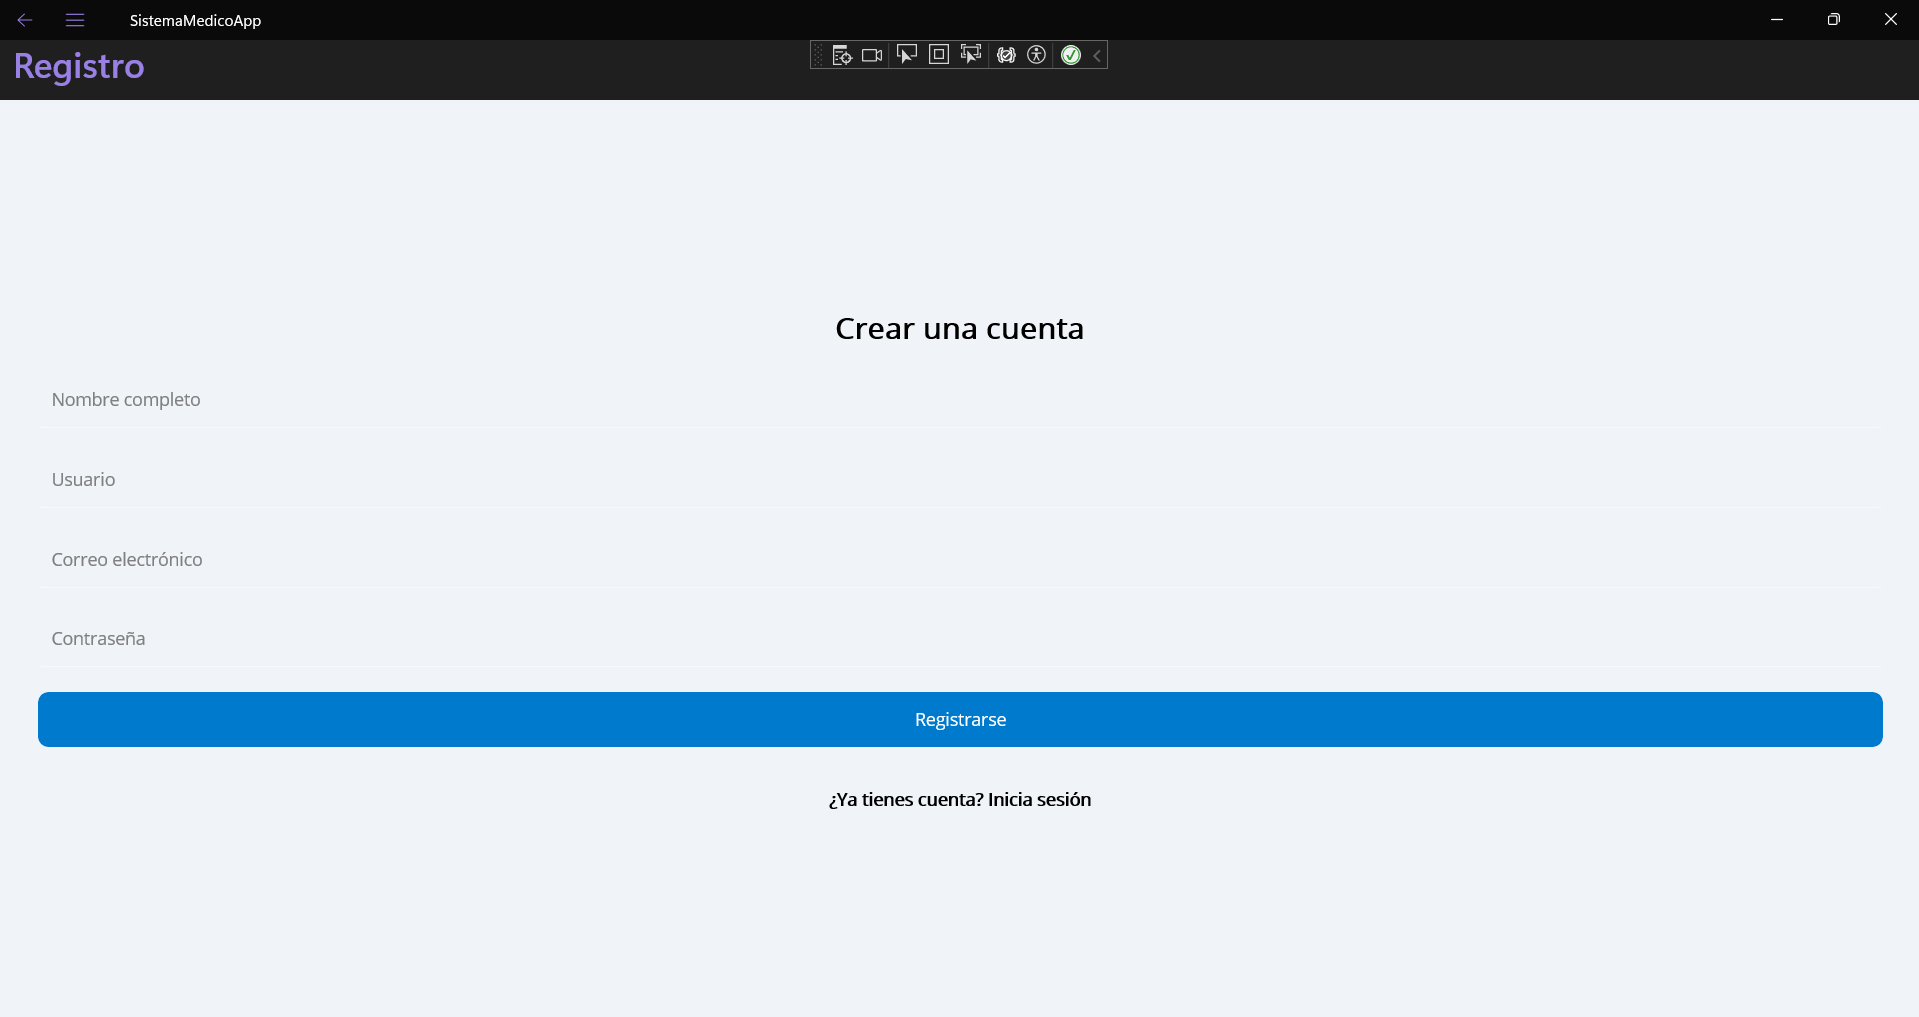 SistemaMedicoApp
Registro
Crear una cuenta
Nombre completo
Usuario
Correo electrónico
Contraseña
Registrarse
¿Ya tienes cuenta? Inicia sesión